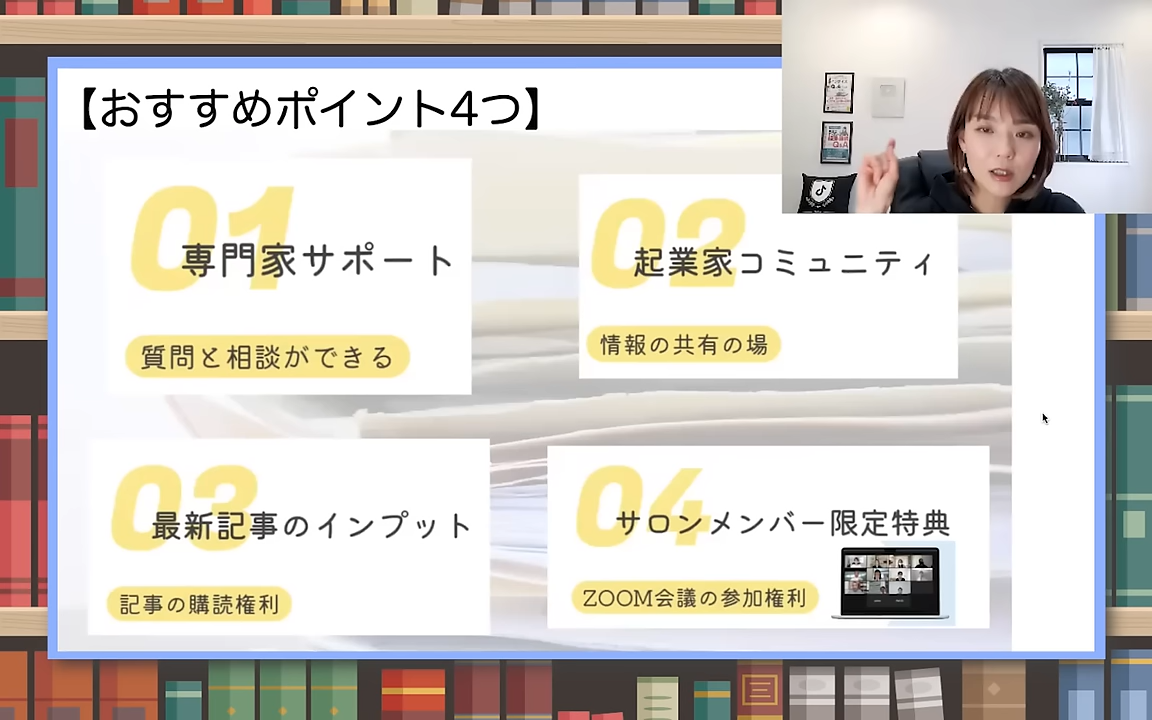 【おすすめポイント4つ】
01
専門家サポート
質問と相談ができる
02
起業家コミュニティ
情報の共有の場
03
最新記事のインプット
記事の購読権利
04
サロンメンバー限定特典
ZOOM会議の参加権利
Q&A